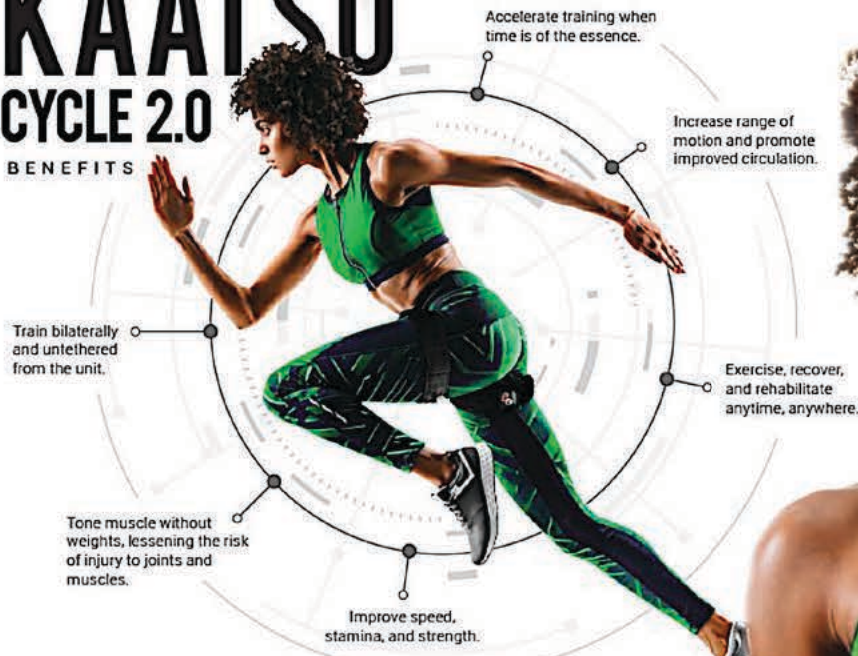 KAATSU
CYCLE 2.0
BENEFITS
Accelerate training when
time is of the essence.
Increase range of
motion and promote
improved circulation.
Exercise, recover,
and rehabilitate
anytime, anywhere.
Improve speed,
stamina, and strength.
Tone muscle without
weights, lessening the risk
of injury to joints and
muscles.
Train bilaterally
and untethered
from the unit.